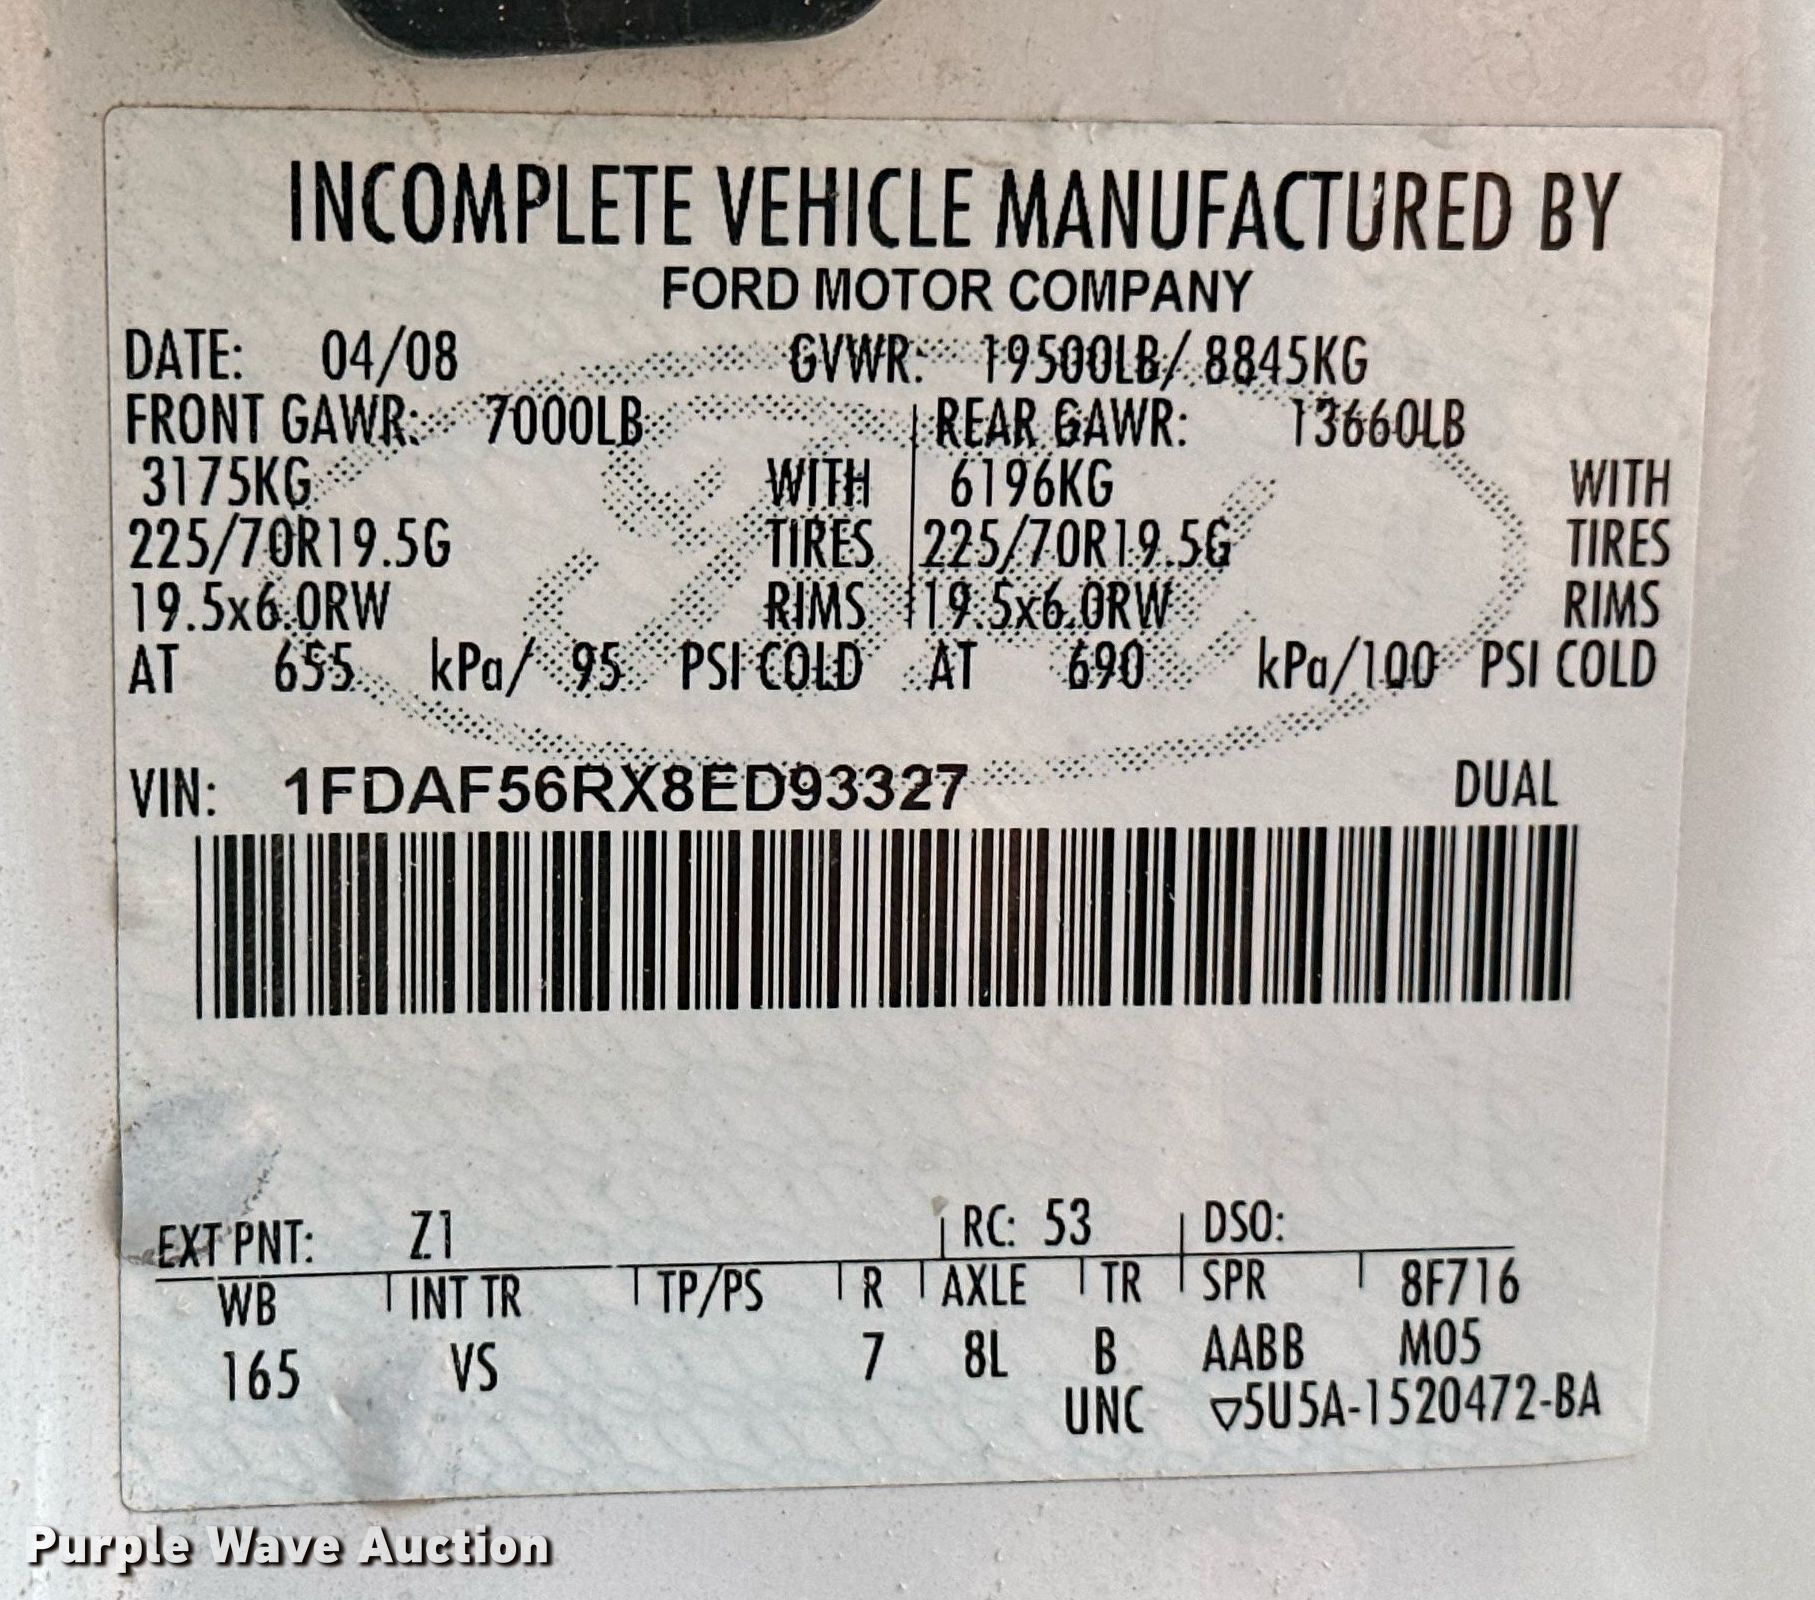 INCOMPLETE VEHICLE MANUFACTURED BY
FORD MOTOR COMPANY
DATE: 04/08 GVWR: 19500LB/ 8845KG
FRONT GAWR: 7000LB REAR GAWR: 13660LB
3175KG WITH 6196KG WITH
225/70R19.5G TIRES 225/70R19.5G TIRES
19.5x6.0RW RIMS 19.5x6.0RW RIMS
AT 655 kPa/ 95 PSI COLD AT 690 kPa/100 PSI COLD
VIN: 1FDAF56RX8ED93327 DUAL
EXT PNT: Z1 RC: 53 DSO:
WB INT TR TP/PS R AXLE TR SPR 8F716
165 VS 7 8L B AABB M05
UNC ▽5U5A-1520472-BA
Purple Wave Auction